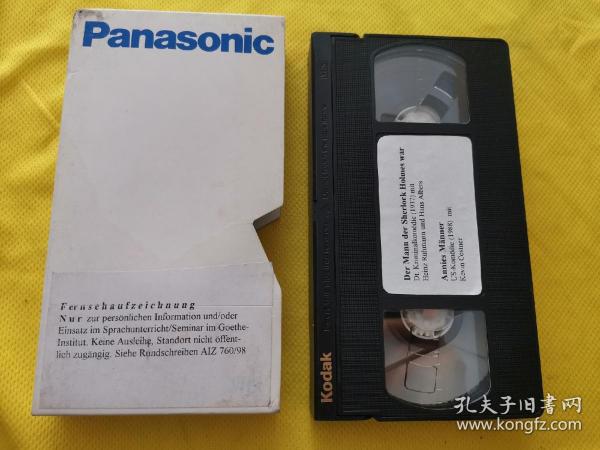 Panasonic
Fernsehaufzeichnung
Nur zur persönlichen Information und/oder
Einsatz im Sprachunterricht/Seminar im Goethe-
Institut. Keine Ausleihe, Standort nicht öffent-
lich zugängig. Siehe Rundschreiben AIZ 760/98
Der Mann der Sherlock Holmes war
Dt. Kriminalkomödie (1937) mit
Heinz Rühmann und Hans Albers
Annies Männer
US-Komödie (1988) mit
Kevin Costner
Kodak
孔夫子旧书网
www.kongfz.com